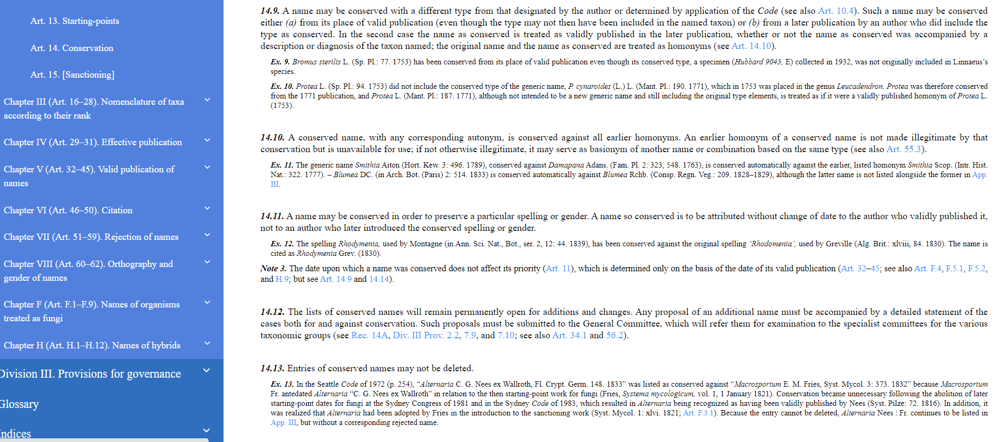 Art. 13. Starting-points
Art. 14. Conservation
Art. 15. [Sanctioning]
Chapter III (Art. 16–28). Nomenclature of taxa
according to their rank
Chapter IV (Art. 29–31). Effective publication
Chapter V (Art. 32–45). Valid publication of
names
Chapter VI (Art. 46–50). Citation
Chapter VII (Art. 51–59). Rejection of names
Chapter VIII (Art. 60–62). Orthography and
gender of names
Chapter F (Art. F.1–F.9). Names of organisms
treated as fungi
Chapter H (Art. H.1–H.12). Names of hybrids
Division III. Provisions for governance
Glossary
Indices
14.9. A name may be conserved with a different type from that designated by the author or determined by application of the Code (see also Art. 10.4). Such a name may be conserved
either (a) from its place of valid publication (even though the type may not then have been included in the named taxon) or (b) from a later publication by an author who did include the
type as conserved. In the second case the name as conserved is treated as validly published in the later publication, whether or not the name as conserved was accompanied by a
description or diagnosis of the taxon named; the original name and the name as conserved are treated as homonyms (see Art. 14.10).
Ex. 9. Bromus sterilis L. (Sp. Pl.: 77. 1753) has been conserved from its place of valid publication even though its conserved type, a specimen (Hubbard 9045, E) collected in 1932, was not originally included in Linnaeus’s
species.
Ex. 10. Protea L. (Sp. Pl.: 94. 1753) did not include the conserved type of the generic name, P. cynaroides (L.) L. (Mant. Pl.: 190. 1771), which in 1753 was placed in the genus Leucadendron. Protea was therefore conserved
from the 1771 publication, and Protea L. (Mant. Pl.: 187. 1771), although not intended to be a new generic name and still including the original type elements, is treated as if it were a validly published homonym of Protea L.
(1753).
14.10. A conserved name, with any corresponding autonym, is conserved against all earlier homonyms. An earlier homonym of a conserved name is not made illegitimate by that
conservation but is unavailable for use; if not otherwise illegitimate, it may serve as basionym of another name or combination based on the same type (see also Art. 55.3).
Ex. 11. The generic name Smithia Aiton (Hort. Kew. 3: 496. 1789), conserved against Damapana Adans. (Fam. Pl. 2: 323, 548. 1763), is conserved automatically against the earlier, listed homonym Smithia Scop. (Intr. Hist.
Nat.: 322. 1777). – Blumea DC. (in Arch. Bot. (Paris) 2: 514. 1833) is conserved automatically against Blumea Rchb. (Consp. Regn. Veg.: 209. 1828–1829), although the latter name is not listed alongside the former in App.
III.
14.11. A name may be conserved in order to preserve a particular spelling or gender. A name so conserved is to be attributed without change of date to the author who validly published it,
not to an author who later introduced the conserved spelling or gender.
Ex. 12. The spelling Rhodymenia, used by Montagne (in Ann. Sci. Nat., Bot., ser. 2, 12: 44. 1839), has been conserved against the original spelling ‘Rhodomenia’, used by Greville (Alg. Brit.: xlviii, 84. 1830). The name is
cited as Rhodymenia Grev. (1830).
Note 3. The date upon which a name was conserved does not affect its priority (Art. 11), which is determined only on the basis of the date of its valid publication (Art. 32–45; see also Art. F.4, F.5.1, F.5.2,
and H.9; but see Art. 14.9 and 14.14).
14.12. The lists of conserved names will remain permanently open for additions and changes. Any proposal of an additional name must be accompanied by a detailed statement of the
cases both for and against conservation. Such proposals must be submitted to the General Committee, which will refer them for examination to the specialist committees for the various
taxonomic groups (see Rec. 14A, Div. III Prov. 2.2, 7.9, and 7.10; see also Art. 34.1 and 56.2).
14.13. Entries of conserved names may not be deleted.
Ex. 13. In the Seattle Code of 1972 (p. 254), “Alternaria C. G. Nees ex Wallroth, Fl. Crypt. Germ. 148. 1833” was listed as conserved against “Macrosporium E. M. Fries, Syst. Mycol. 3: 373. 1832” because Macrosporium
Fr. antedated Alternaria “C. G. Nees ex Wallroth” in relation to the then starting-point work for fungi (Fries, Systema mycologicum, vol. 1, 1 January 1821). Conservation became unnecessary following the abolition of later
starting-point dates for fungi at the Sydney Congress of 1981 and in the Sydney Code of 1983, which resulted in Alternaria being recognized as having been validly published by Nees (Syst. Pilze: 72. 1816). In addition, it
was realized that Alternaria had been adopted by Fries in the introduction to the sanctioning work (Syst. Mycol. 1: xlvi. 1821; Art. F.3.1). Because the entry cannot be deleted, Alternaria Nees : Fr. continues to be listed in
App. III, but without a corresponding rejected name.